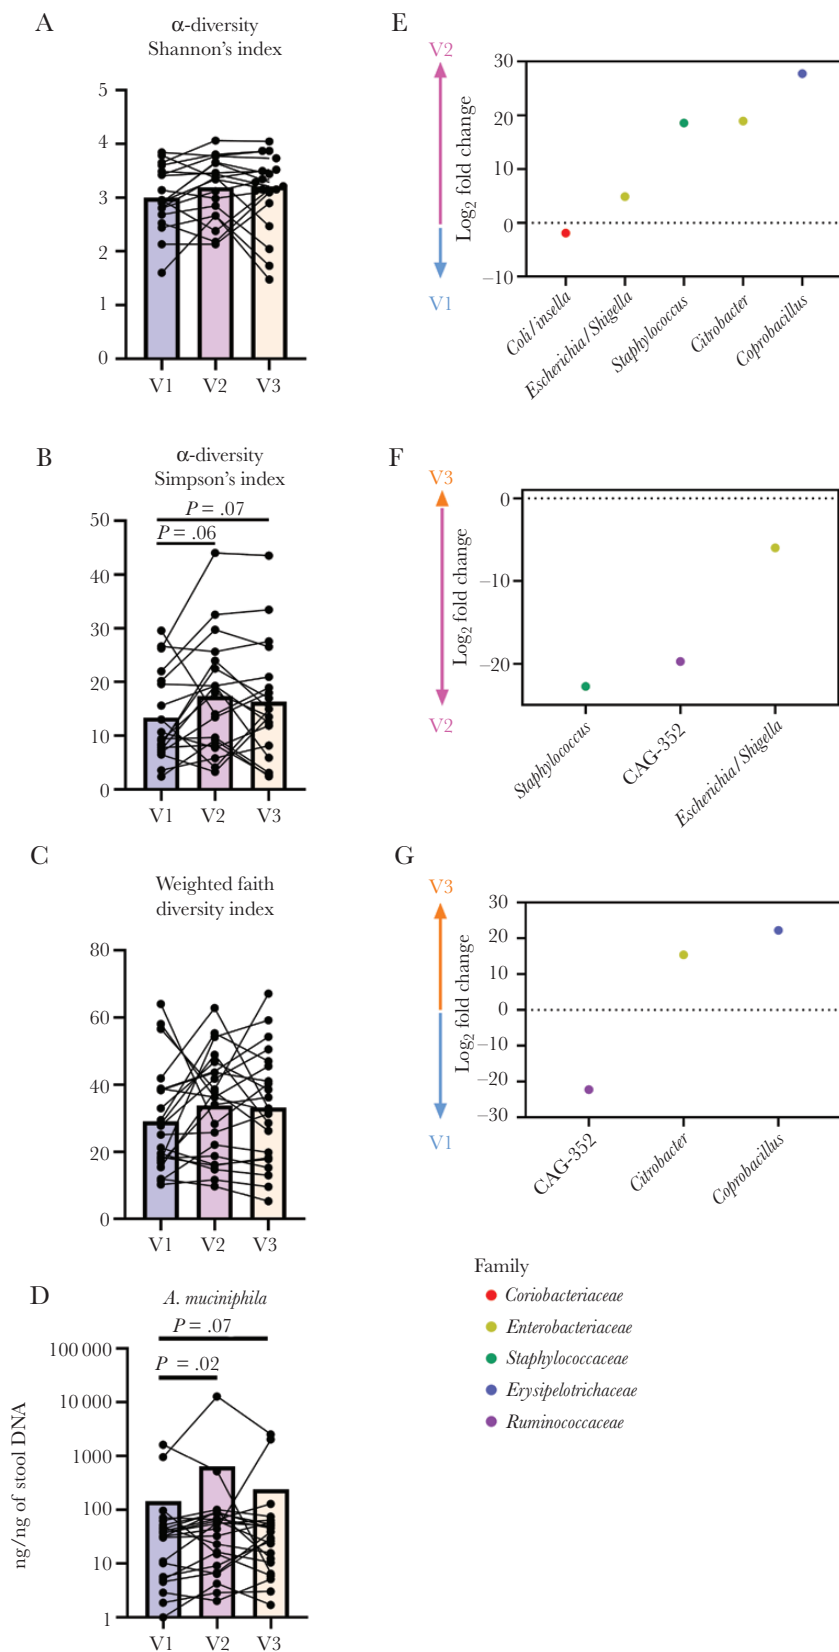 A
α-diversity
Shannon's index
5
4
3
2
1
0
V1
V2
V3
B
α-diversity
Simpson's index
P = .07
P = .06
50
40
30
20
10
0
V1
V2
V3
C
Weighted faith
diversity index
80
60
40
20
0
V1
V2
V3
D
A. muciniphila
P = .07
P = .02
ng/ng of stool DNA
100 000
10 000
1000
100
10
1
V1
V2
V3
E
V2
V1
Log2 fold change
30
20
10
0
−10
Coli/insella
Escherichia/Shigella
Staphylococcus
Citrobacter
Coprobacillus
F
V3
V2
Log2 fold change
0
−10
−20
Staphylococcus
CAG-352
Escherichia/Shigella
G
V3
V1
Log2 fold change
30
20
10
0
−10
−20
−30
CAG-352
Citrobacter
Coprobacillus
Family
Coriobacteriaceae
Enterobacteriaceae
Staphylococcaceae
Erysipelotrichaceae
Ruminococcaceae